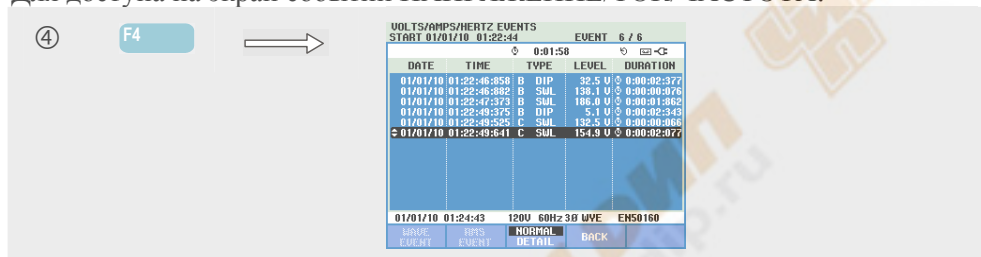 ④ F4
VOLTS/AMPS/HERTZ EVENTS
START 01/01/10 01:22:44 EVENT 6 / 6
0:01:58
DATE TIME TYPE LEVEL DURATION
01/01/10 01:22:46:858 B DIP 32.5 V 0:00:02:377
01/01/10 01:22:46:882 B SWL 138.1 V 0:00:00:076
01/01/10 01:22:47:373 B SWL 186.0 V 0:00:01:862
01/01/10 01:22:49:375 B DIP 5.1 V 0:00:02:343
01/01/10 01:22:49:525 C SWL 132.5 V 0:00:00:066
01/01/10 01:22:49:641 C SWL 154.9 V 0:00:02:077
01/01/10 01:24:43 120V 60Hz 3Ø WYE EN50160
WAVE EVENT RMS EVENT NORMAL DETAIL BACK